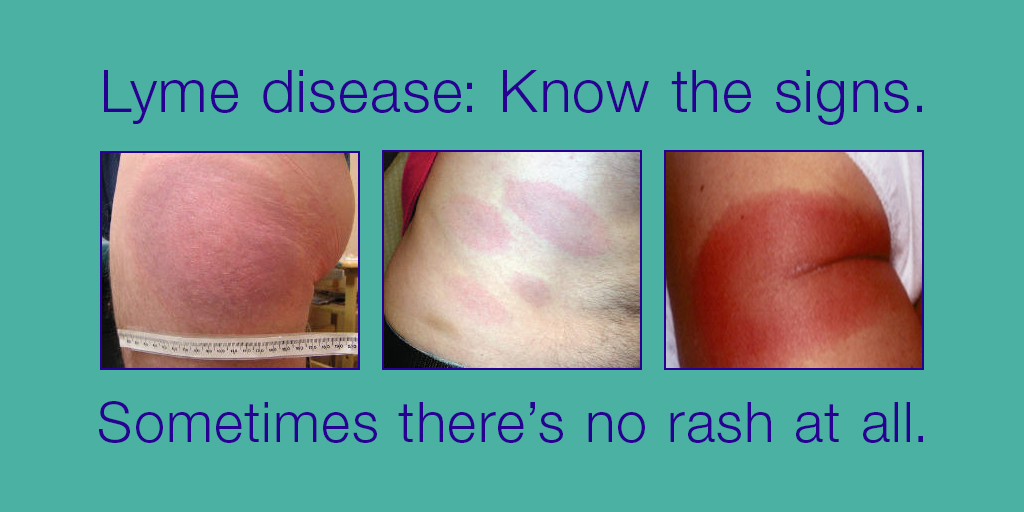 Lyme disease: Know the signs.
Sometimes there’s no rash at all.